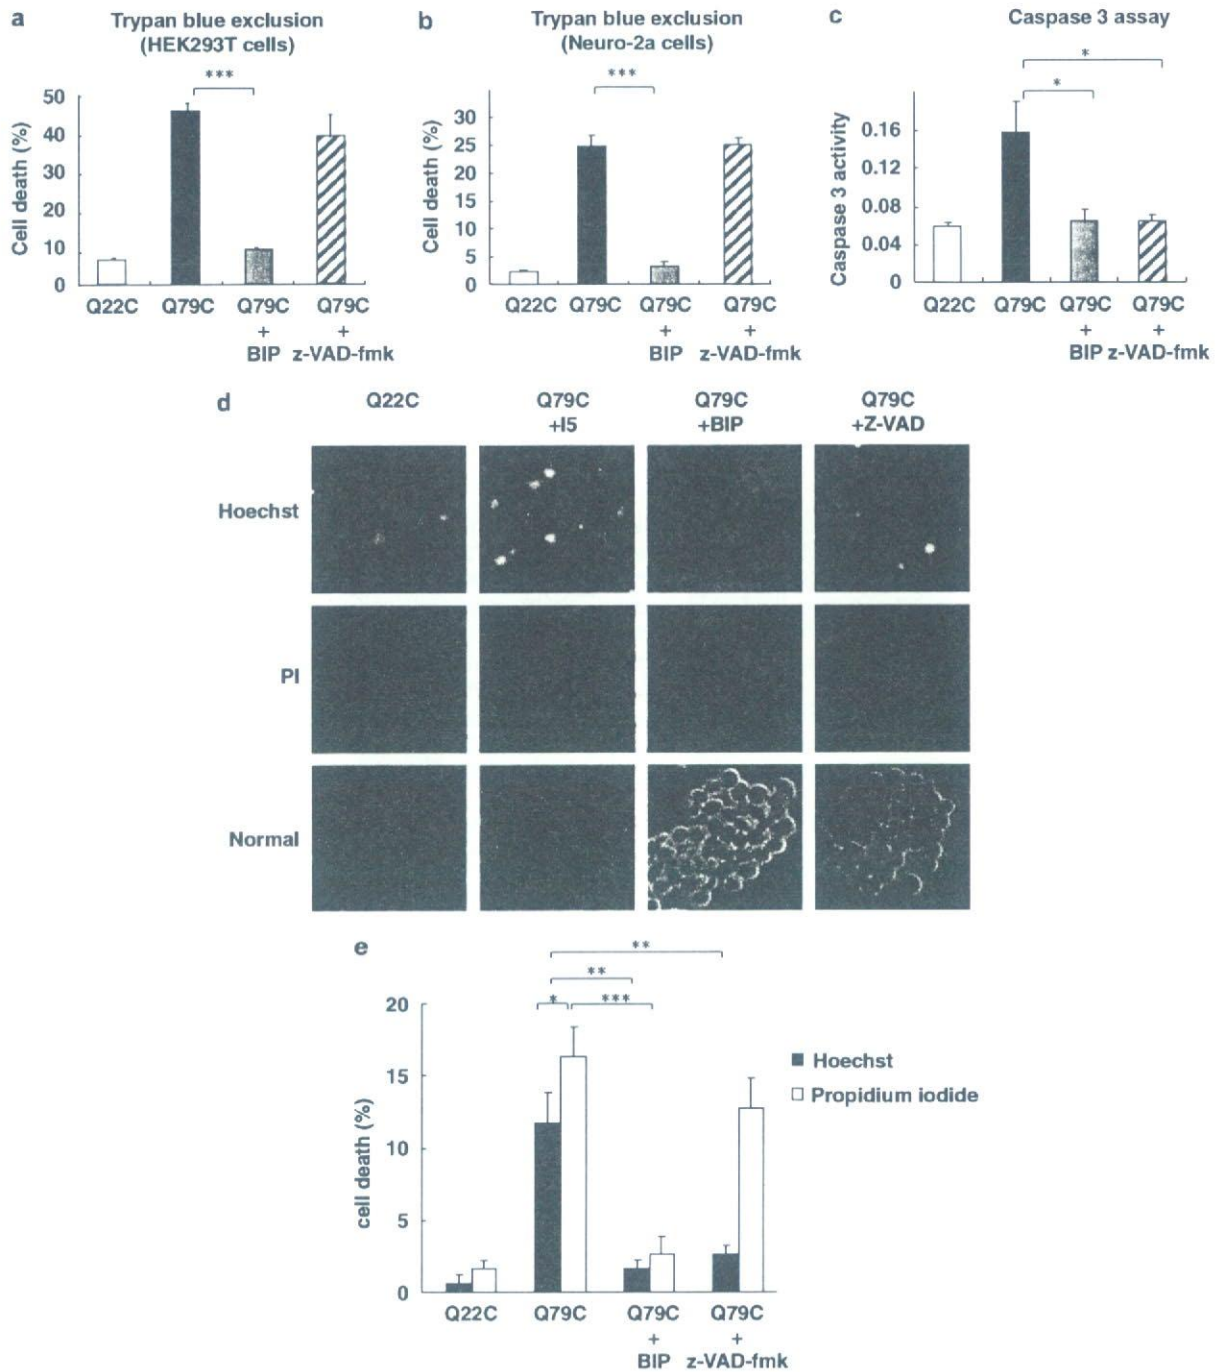 a
Trypan blue exclusion
(HEK293T cells)
***
Cell death (%)
50
40
30
20
10
0
Q22C Q79C Q79C Q79C
+ +
BIP z-VAD-fmk
b
Trypan blue exclusion
(Neuro-2a cells)
***
Cell death (%)
30
25
20
15
10
5
0
Q22C Q79C Q79C Q79C
+ +
BIP z-VAD-fmk
c
Caspase 3 assay
*
*
Caspase 3 activity
0.16
0.12
0.08
0.04
0
Q22C Q79C Q79C Q79C
+ +
BIP z-VAD-fmk
d
Q22C Q79C Q79C Q79C
+I5 +BIP +Z-VAD
Hoechst
PI
Normal
e
**
**
* ***
cell death (%)
20
15
10
5
0
Hoechst
Propidium iodide
Q22C Q79C Q79C Q79C
+ +
BIP z-VAD-fmk